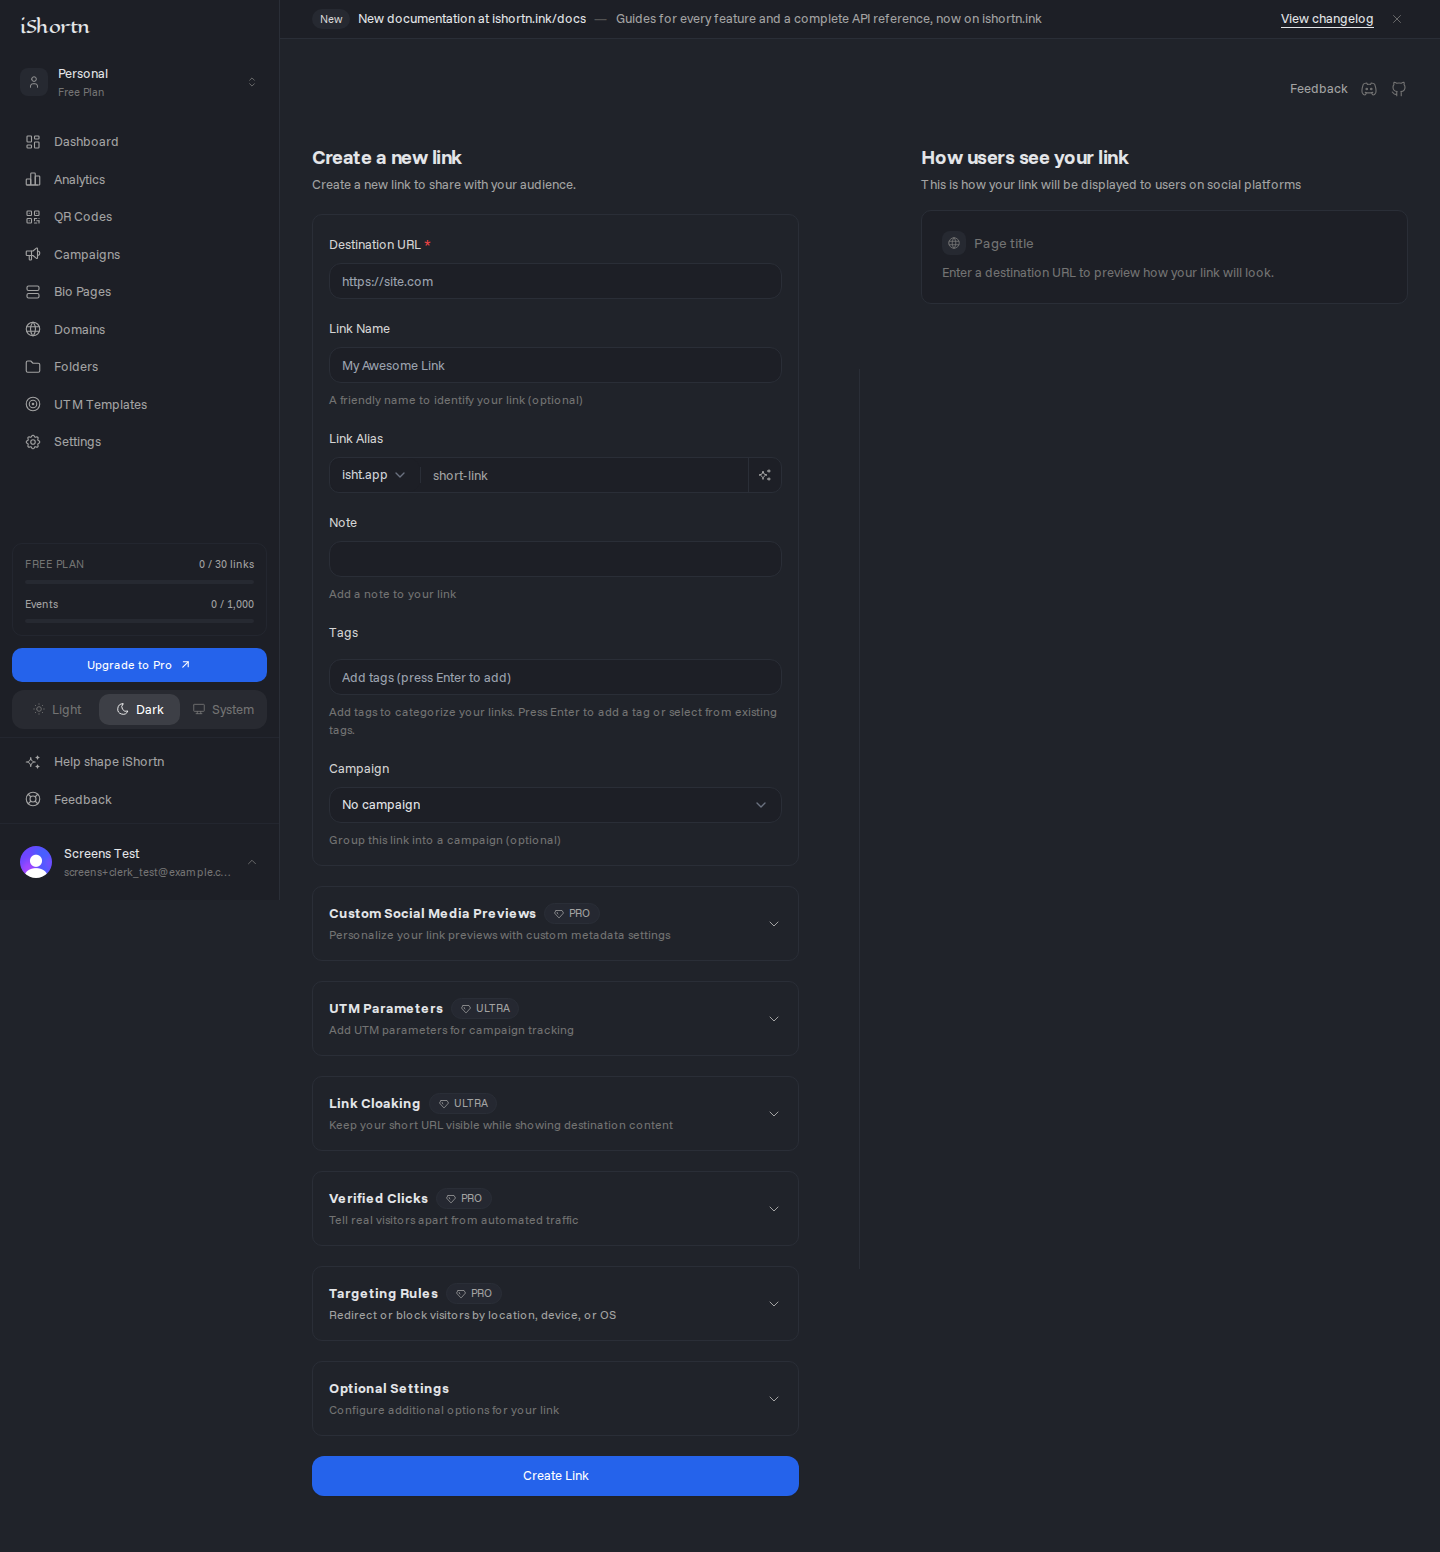 iShortn
Personal
Free Plan
Dashboard
Analytics
QR Codes
Campaigns
Bio Pages
Domains
Folders
UTM Templates
Settings
FREE PLAN 0 / 30 links
Events 0 / 1,000
Upgrade to Pro
Light Dark System
Help shape iShortn
Feedback
Screens Test
screens+clerk_test@example.c...
New New documentation at ishortn.ink/docs — Guides for every feature and a complete API reference, now on ishortn.ink View changelog
Feedback
Create a new link
Create a new link to share with your audience.
Destination URL *
https://site.com
Link Name
My Awesome Link
A friendly name to identify your link (optional)
Link Alias
isht.app short-link
Note
Add a note to your link
Tags
Add tags (press Enter to add)
Add tags to categorize your links. Press Enter to add a tag or select from existing
tags.
Campaign
No campaign
Group this link into a campaign (optional)
Custom Social Media Previews PRO
Personalize your link previews with custom metadata settings
UTM Parameters ULTRA
Add UTM parameters for campaign tracking
Link Cloaking ULTRA
Keep your short URL visible while showing destination content
Verified Clicks PRO
Tell real visitors apart from automated traffic
Targeting Rules PRO
Redirect or block visitors by location, device, or OS
Optional Settings
Configure additional options for your link
Create Link
How users see your link
This is how your link will be displayed to users on social platforms
Page title
Enter a destination URL to preview how your link will look.